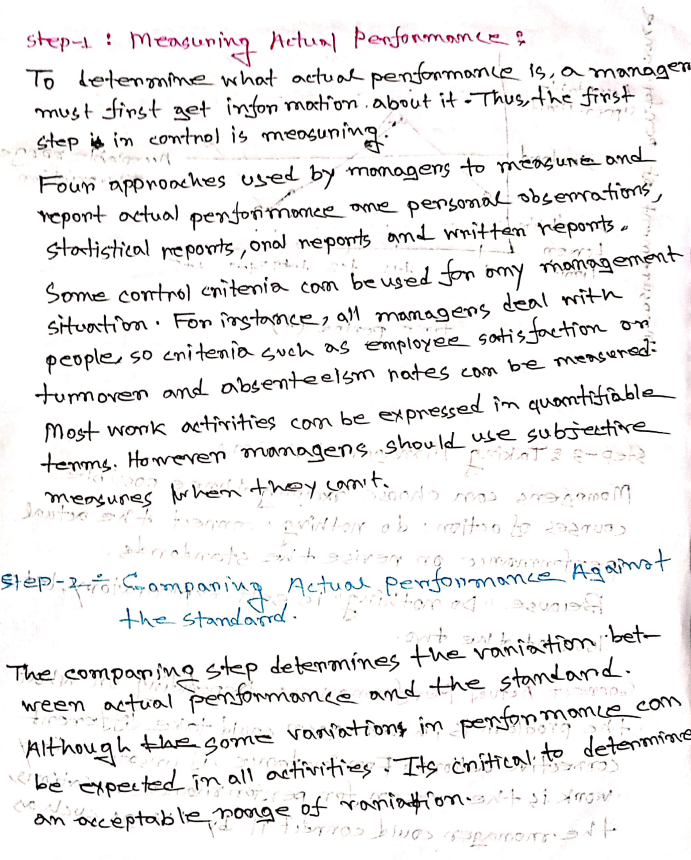 Step-1 : Measuring Actual Performance :
To determine what actual performance is, a manager
must first get information about it. Thus, the first
step in control is measuring.
Four approaches used by managers to measure and
report actual performance are personal observations,
statistical reports, oral reports and written reports.
Some control criteria can be used for any management
situation. For instance, all managers deal with
people, so criteria such as employee satisfaction or
turnover and absenteeism rates can be measured.
Most work activities can be expressed in quantifiable
terms. However managers should use subjective
measures when they can't.
Step-2 : Comparing Actual Performance Against
the standard.
The comparing step determines the variation bet-
ween actual performance and the standard.
Although the some variations in performance can
be expected in all activities. Its critical to determine
an acceptable range of variation.